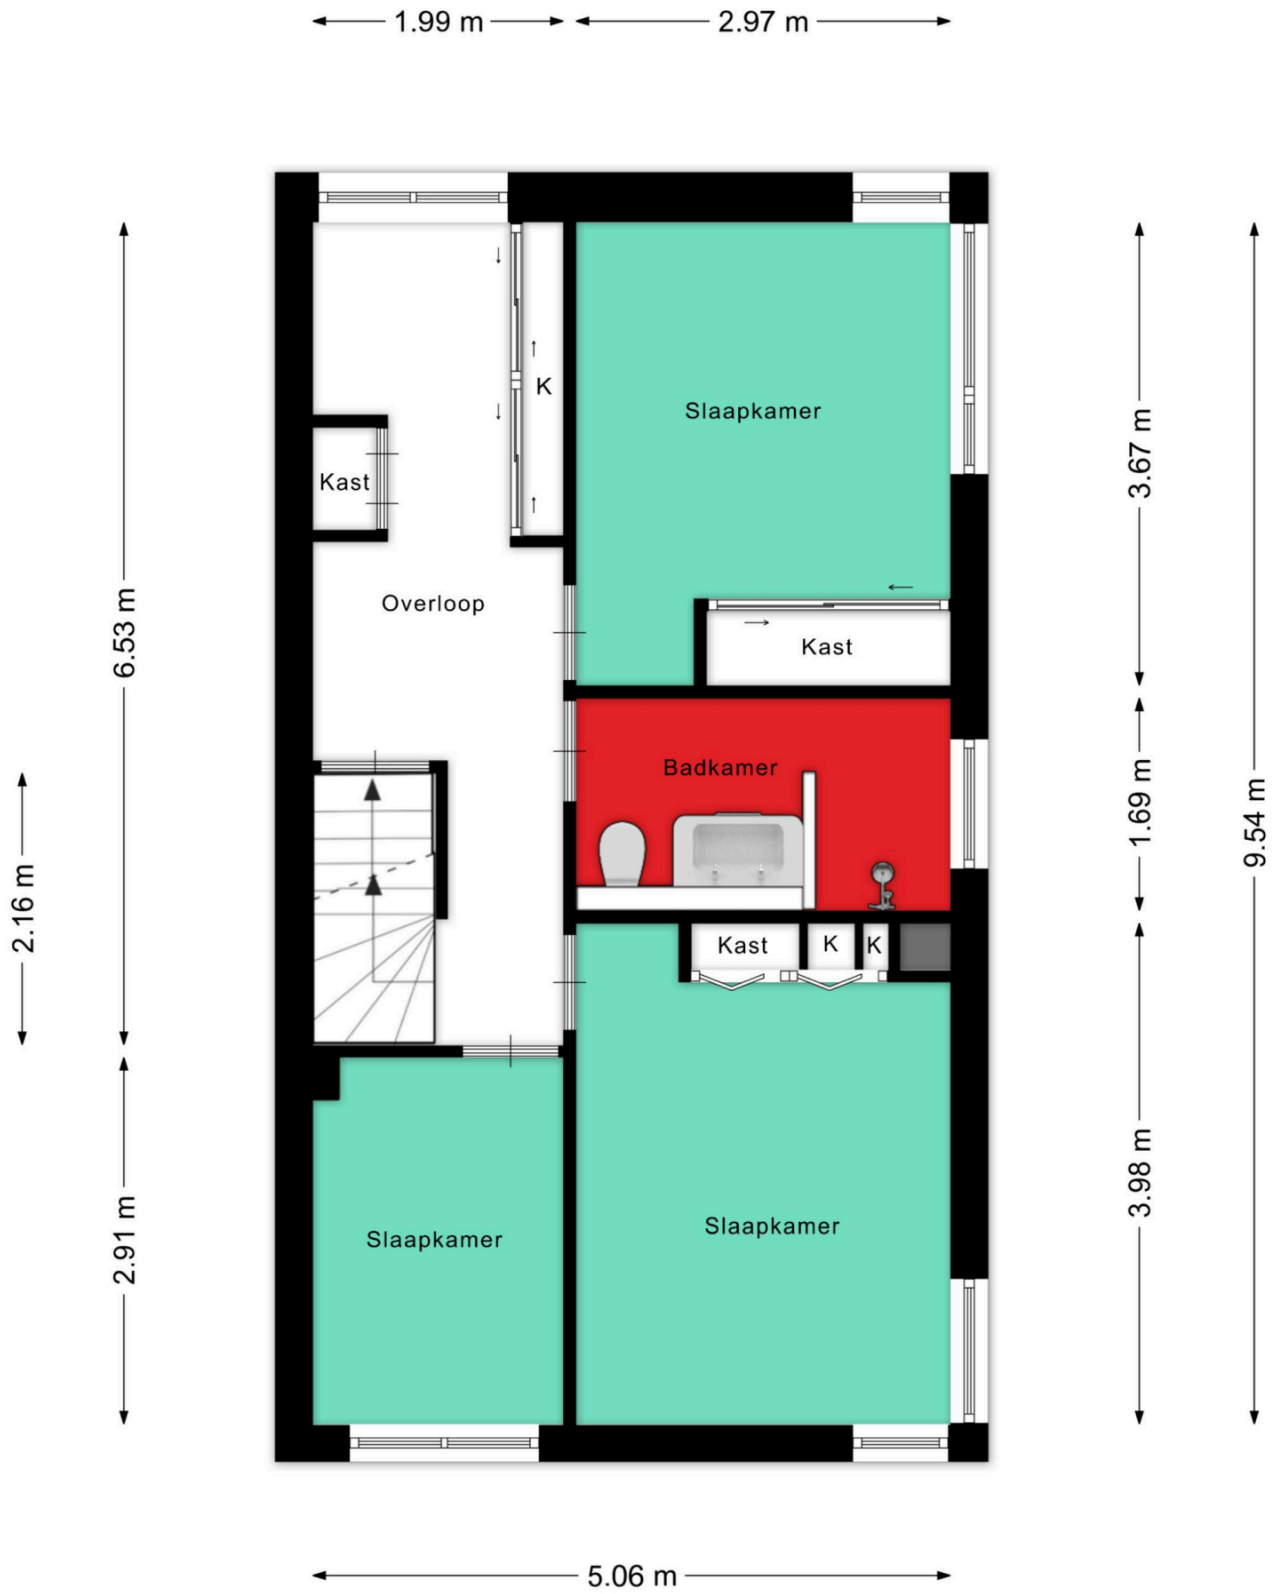 1.99 m
2.97 m
K
Slaapkamer
3.67 m
Kast
Overloop
6.53 m
Kast
Badkamer
1.69 m
9.54 m
2.16 m
Kast
K
K
3.98 m
Slaapkamer
Slaapkamer
2.91 m
5.06 m